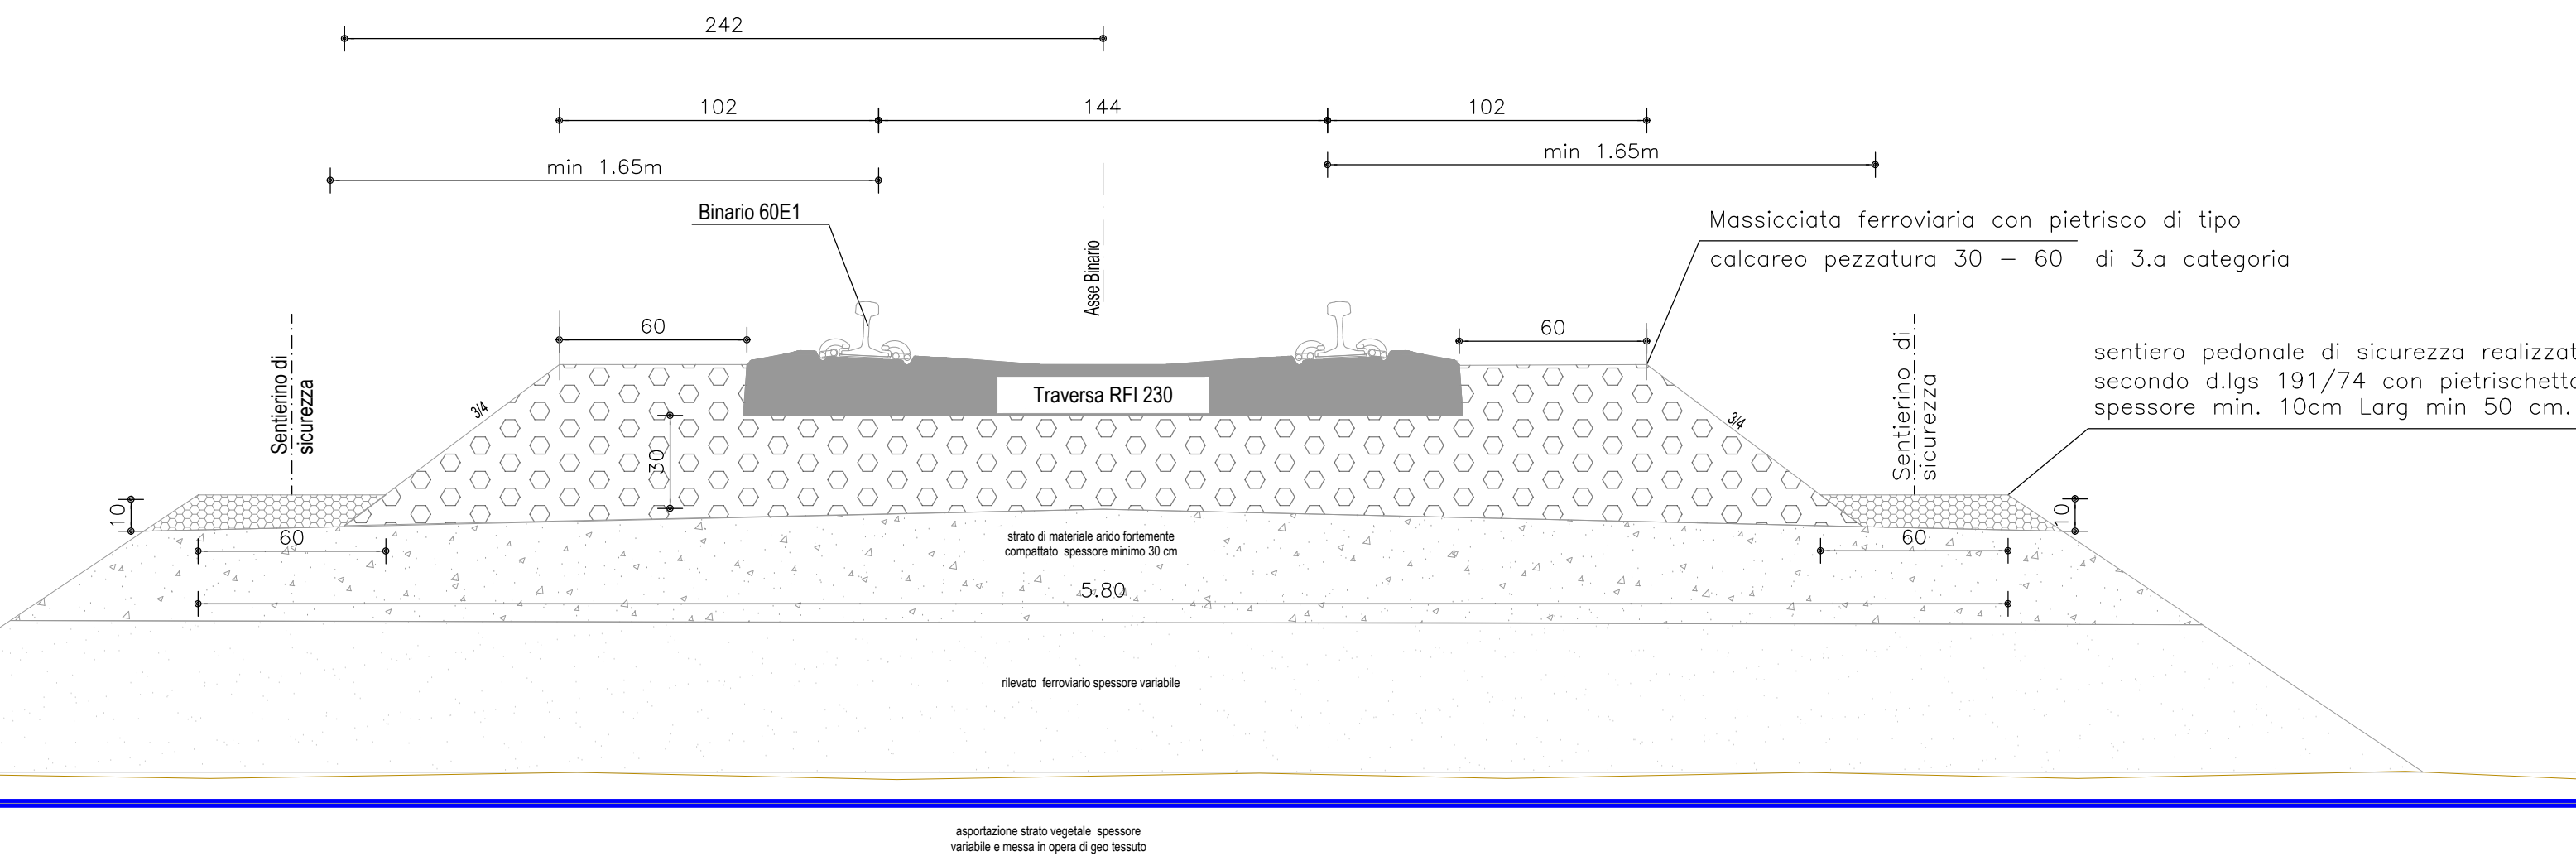 242
102
144
102
min 1.65m
min 1.65m
Binario 60E1
Asse Binario
Massicciata ferroviaria con pietrisco di tipo
calcareo pezzatura 30 - 60 di 3.a categoria
60
60
Sentierino di
sicurezza
3/4
Traversa RFI 230
3/4
Sentierino di
sicurezza
sentiero pedonale di sicurezza realizzat
secondo d.lgs 191/74 con pietrischetto
spessore min. 10cm Larg min 50 cm.
30
10
10
60
60
strato di materiale arido fortemente
compattato spessore minimo 30 cm
5.80
rilevato ferroviario spessore variabile
asportazione strato vegetale spessore
variabile e messa in opera di geo tessuto